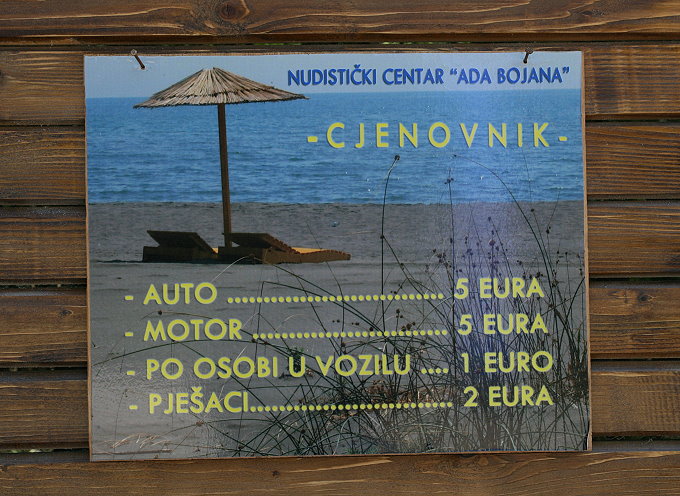 NUDISTIČKI CENTAR "ADA BOJANA"
- CJENOVNIK -
- AUTO ............................ 5 EURA
- MOTOR ......................... 5 EURA
- PO OSOBI U VOZILU .... 1 EURO
- PJEŠACI.......................... 2 EURA